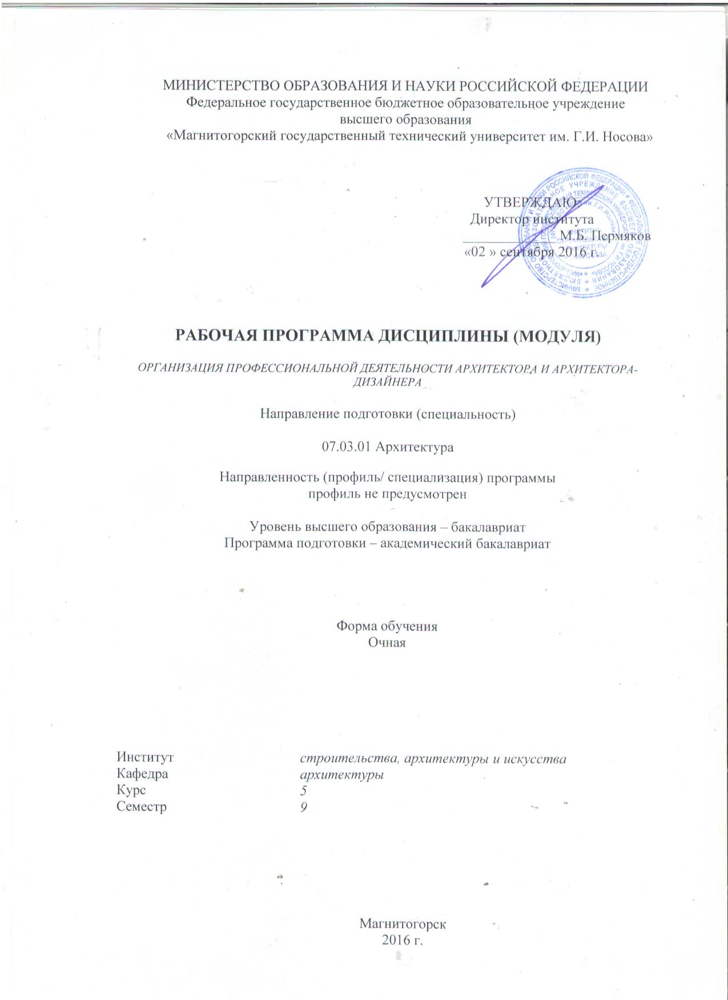 МИНИСТЕРСТВО ОБРАЗОВАНИЯ И НАУКИ РОССИЙСКОЙ ФЕДЕРАЦИИ
Федеральное государственное бюджетное образовательное учреждение
высшего образования
«Магнитогорский государственный технический университет им. Г.И. Носова»
УТВЕРЖДАЮ:
Директор института
_____________ М.Б. Пермяков
«02 » сентября 2016 г.
РАБОЧАЯ ПРОГРАММА ДИСЦИПЛИНЫ (МОДУЛЯ)
ОРГАНИЗАЦИЯ ПРОФЕССИОНАЛЬНОЙ ДЕЯТЕЛЬНОСТИ АРХИТЕКТОРА И АРХИТЕКТОРА-
ДИЗАЙНЕРА
Направление подготовки (специальность)
07.03.01 Архитектура
Направленность (профиль/ специализация) программы
профиль не предусмотрен
Уровень высшего образования – бакалавриат
Программа подготовки – академический бакалавриат
Форма обучения
Очная
Институт строительства, архитектуры и искусства
Кафедра архитектуры
Курс 5
Семестр 9
Магнитогорск
2016 г.